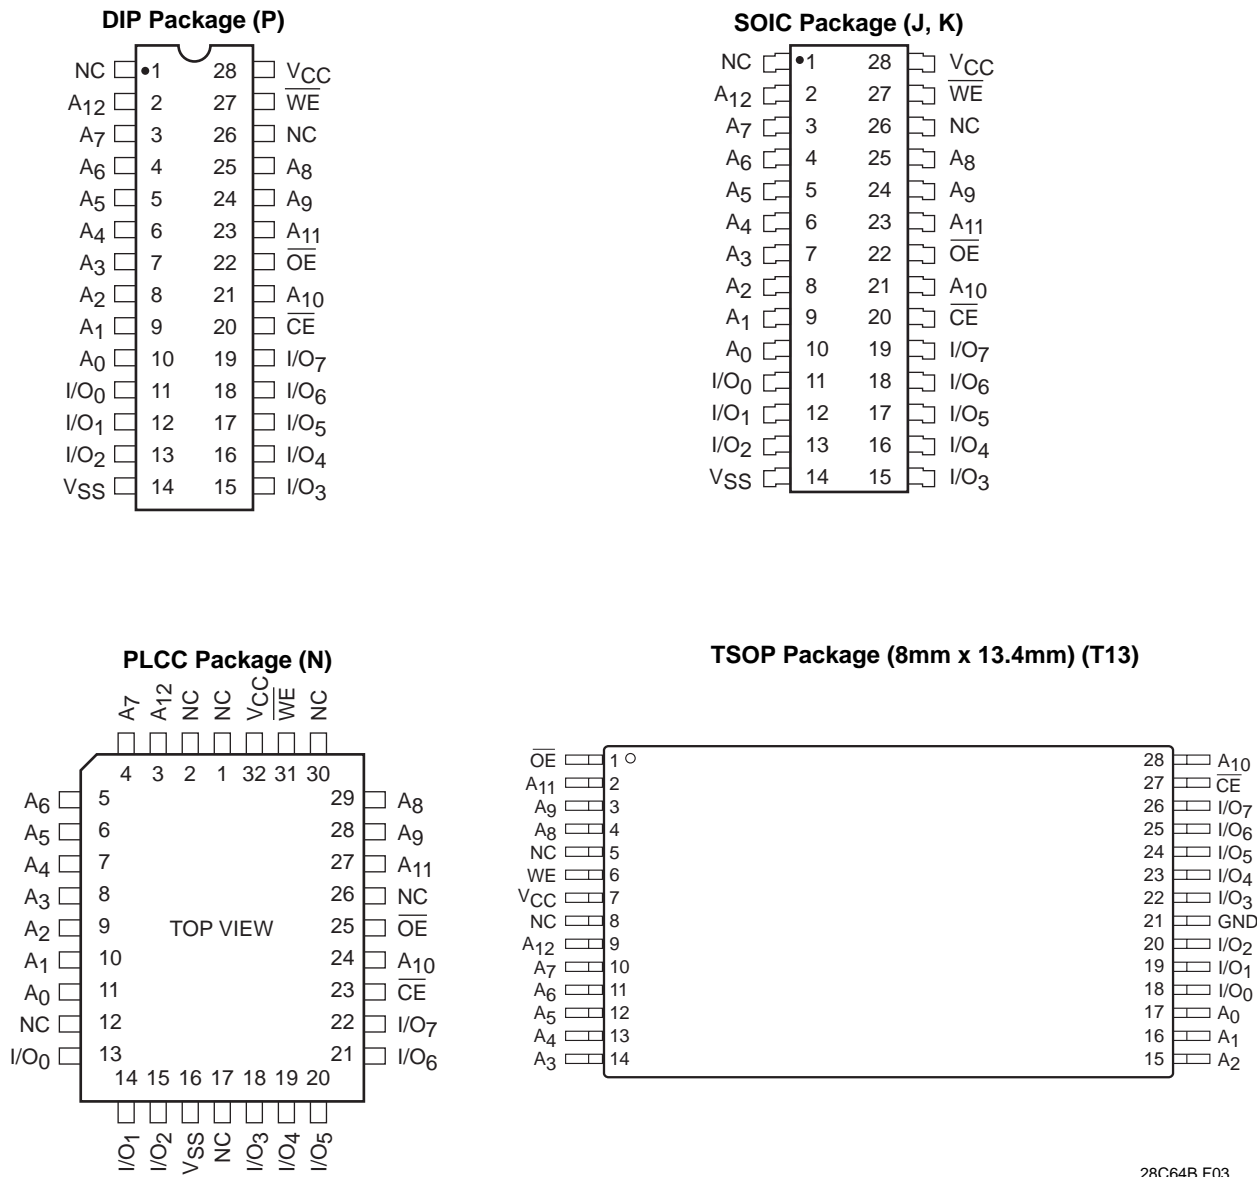 DIP Package (P)
NC 1 28 VCC
A12 2 27 WE
A7 3 26 NC
A6 4 25 A8
A5 5 24 A9
A4 6 23 A11
A3 7 22 OE
A2 8 21 A10
A1 9 20 CE
A0 10 19 I/O7
I/O0 11 18 I/O6
I/O1 12 17 I/O5
I/O2 13 16 I/O4
VSS 14 15 I/O3
SOIC Package (J, K)
NC 1 28 VCC
A12 2 27 WE
A7 3 26 NC
A6 4 25 A8
A5 5 24 A9
A4 6 23 A11
A3 7 22 OE
A2 8 21 A10
A1 9 20 CE
A0 10 19 I/O7
I/O0 11 18 I/O6
I/O1 12 17 I/O5
I/O2 13 16 I/O4
VSS 14 15 I/O3
PLCC Package (N)
A7 A12 NC NC VCC WE NC
4 3 2 1 32 31 30
A6 5 29 A8
A5 6 28 A9
A4 7 27 A11
A3 8 26 NC
A2 9 TOP VIEW 25 OE
A1 10 24 A10
A0 11 23 CE
NC 12 22 I/O7
I/O0 13 21 I/O6
14 15 16 17 18 19 20
I/O1 I/O2 VSS NC I/O3 I/O4 I/O5
TSOP Package (8mm x 13.4mm) (T13)
OE 1 28 A10
A11 2 27 CE
A9 3 26 I/O7
A8 4 25 I/O6
NC 5 24 I/O5
WE 6 23 I/O4
VCC 7 22 I/O3
NC 8 21 GND
A12 9 20 I/O2
A7 10 19 I/O1
A6 11 18 I/O0
A5 12 17 A0
A4 13 16 A1
A3 14 15 A2
28C64B F03